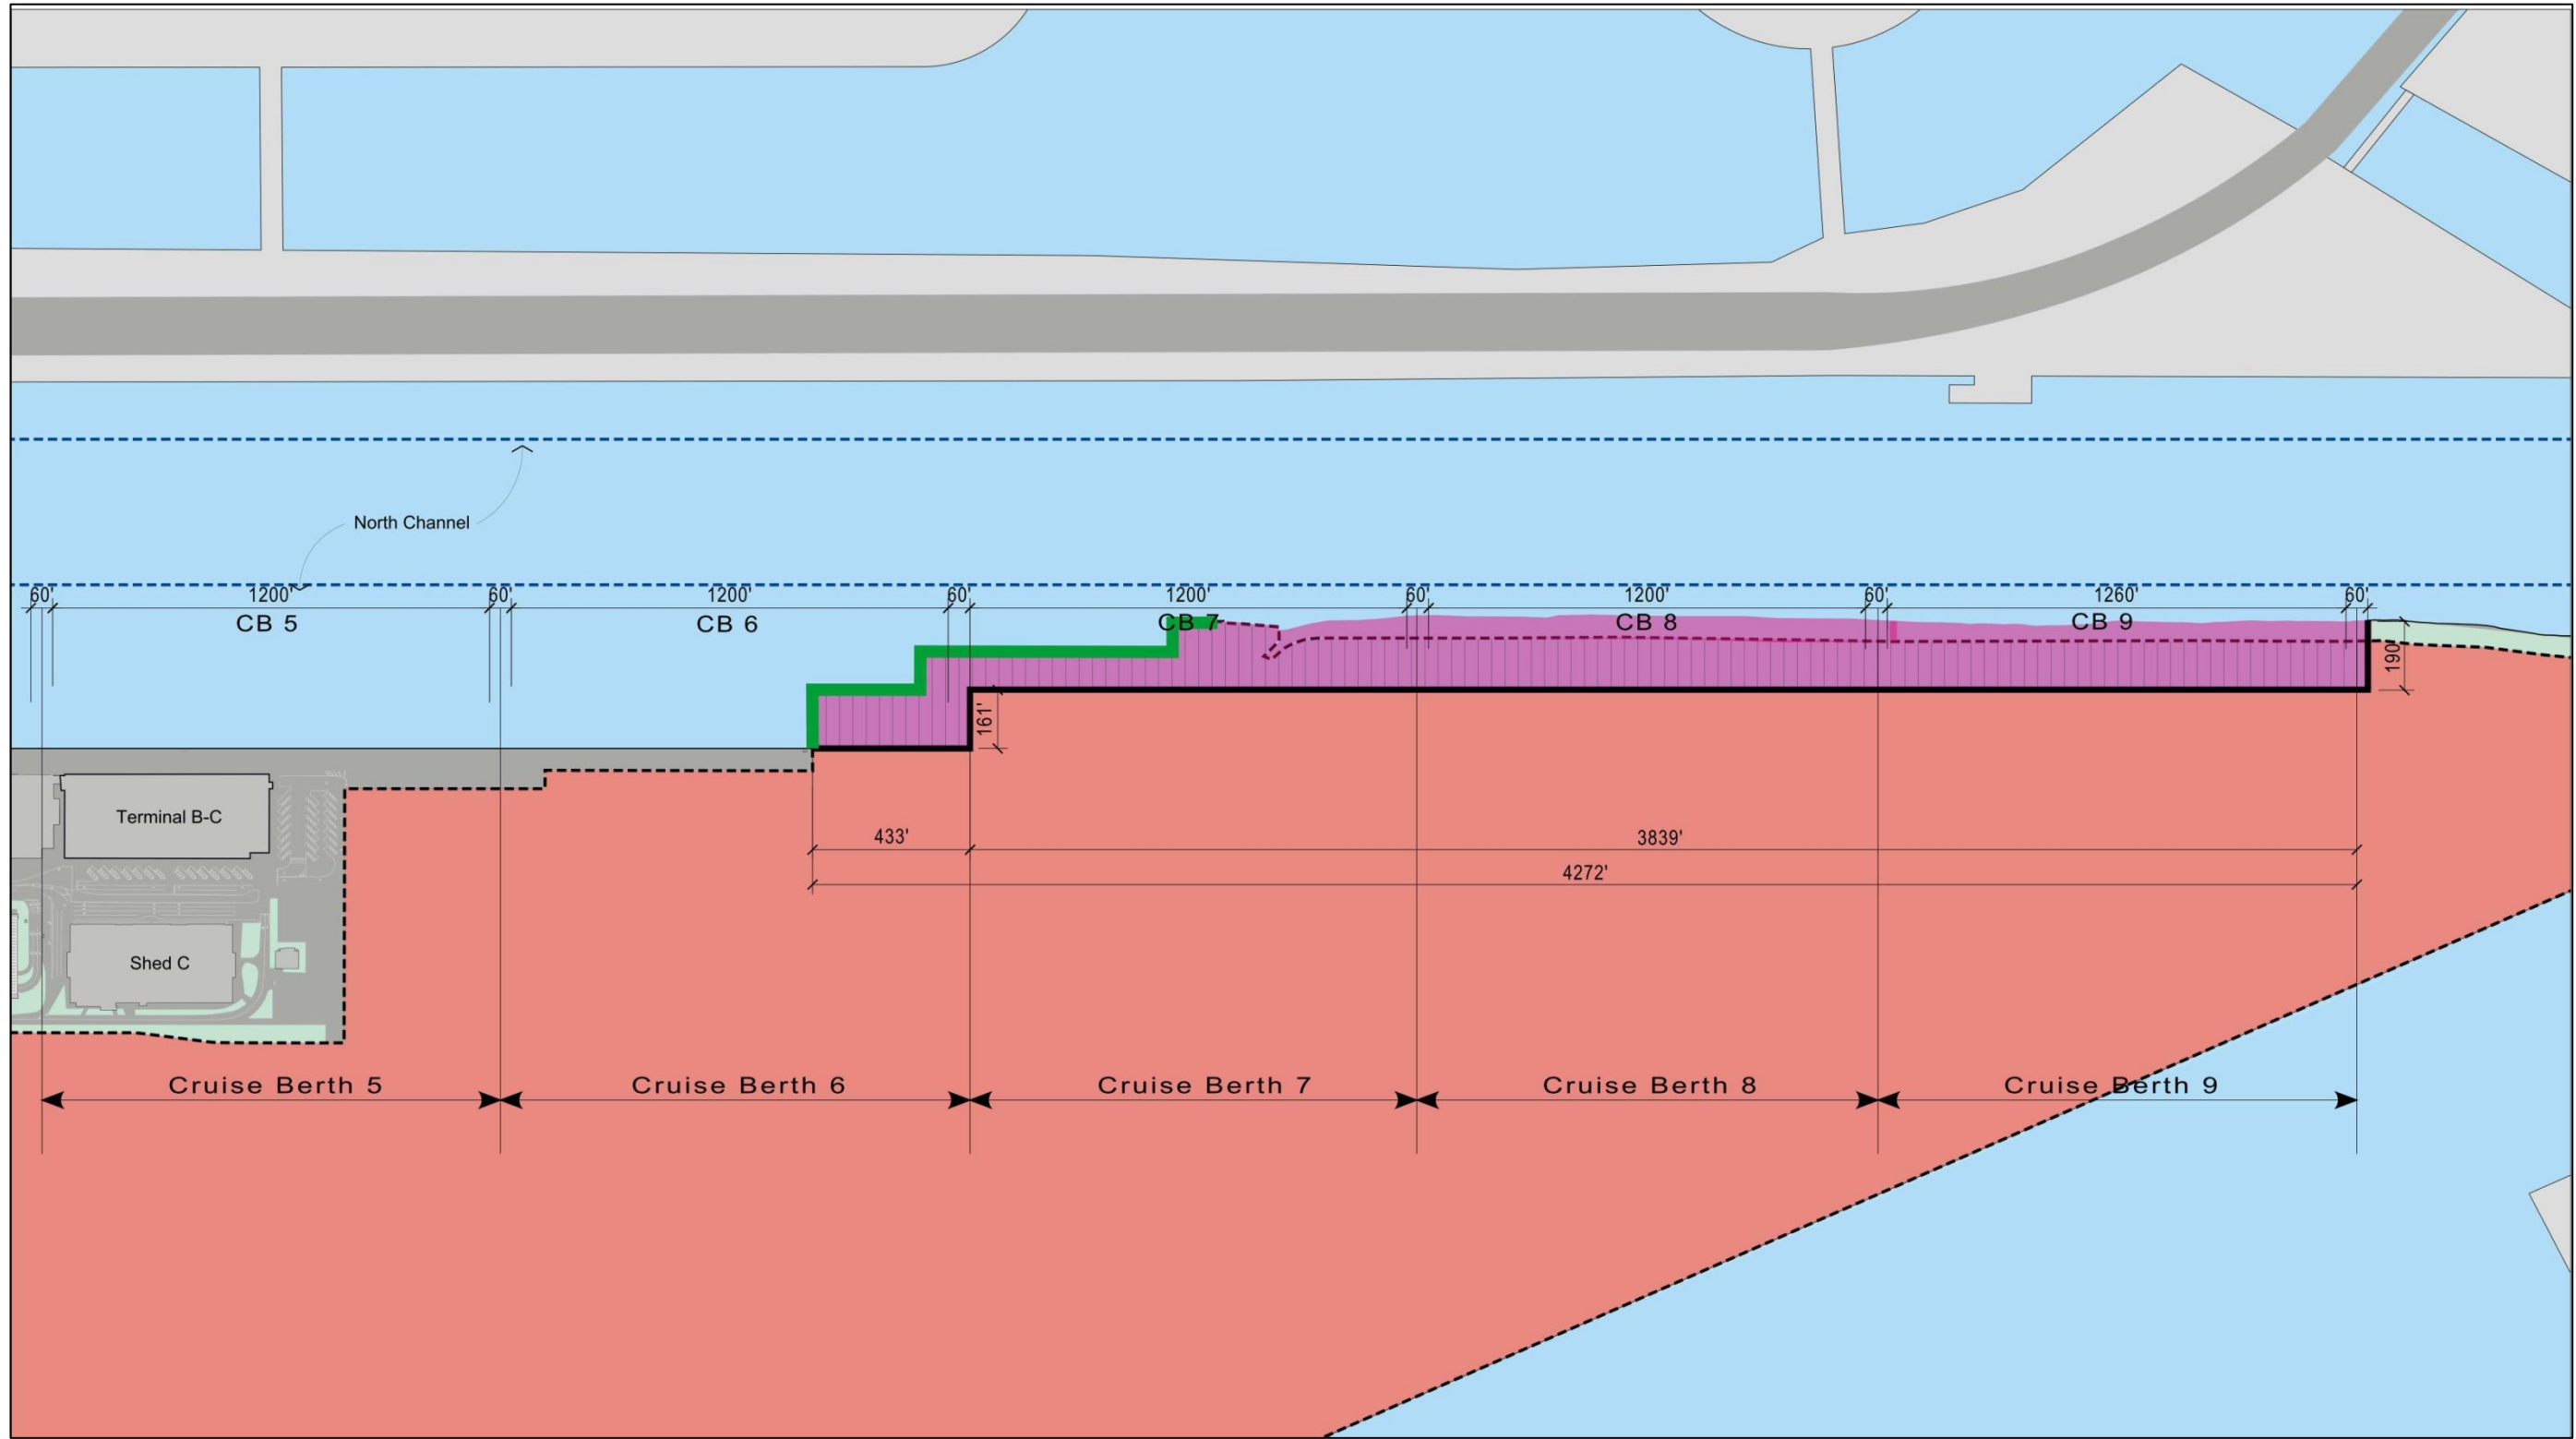 North Channel
60' 1200' 60' 1200' 60' 1200' 60' 1200' 60' 1260' 60'
CB 5 CB 6 CB 7 CB 8 CB 9
190'
161'
Terminal B-C
433' 3839'
4272'
Shed C
Cruise Berth 5 Cruise Berth 6 Cruise Berth 7 Cruise Berth 8 Cruise Berth 9